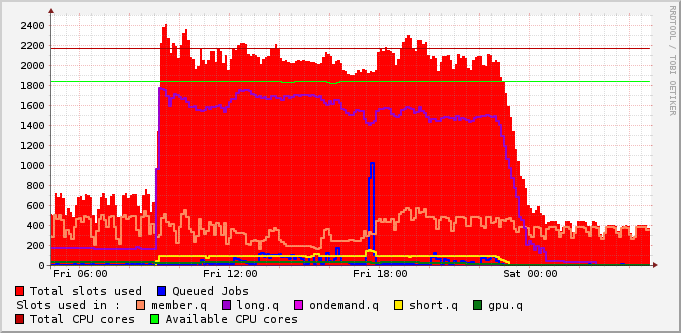 2400
2200
2000
1800
1600
1400
1200
1000
800
600
400
200
0
Fri 06:00 Fri 12:00 Fri 18:00 Sat 00:00
Total slots used Queued Jobs
Slots used in : member.q long.q ondemand.q short.q gpu.q
Total CPU cores Available CPU cores
RRDTOOL / TOBI OETIKER